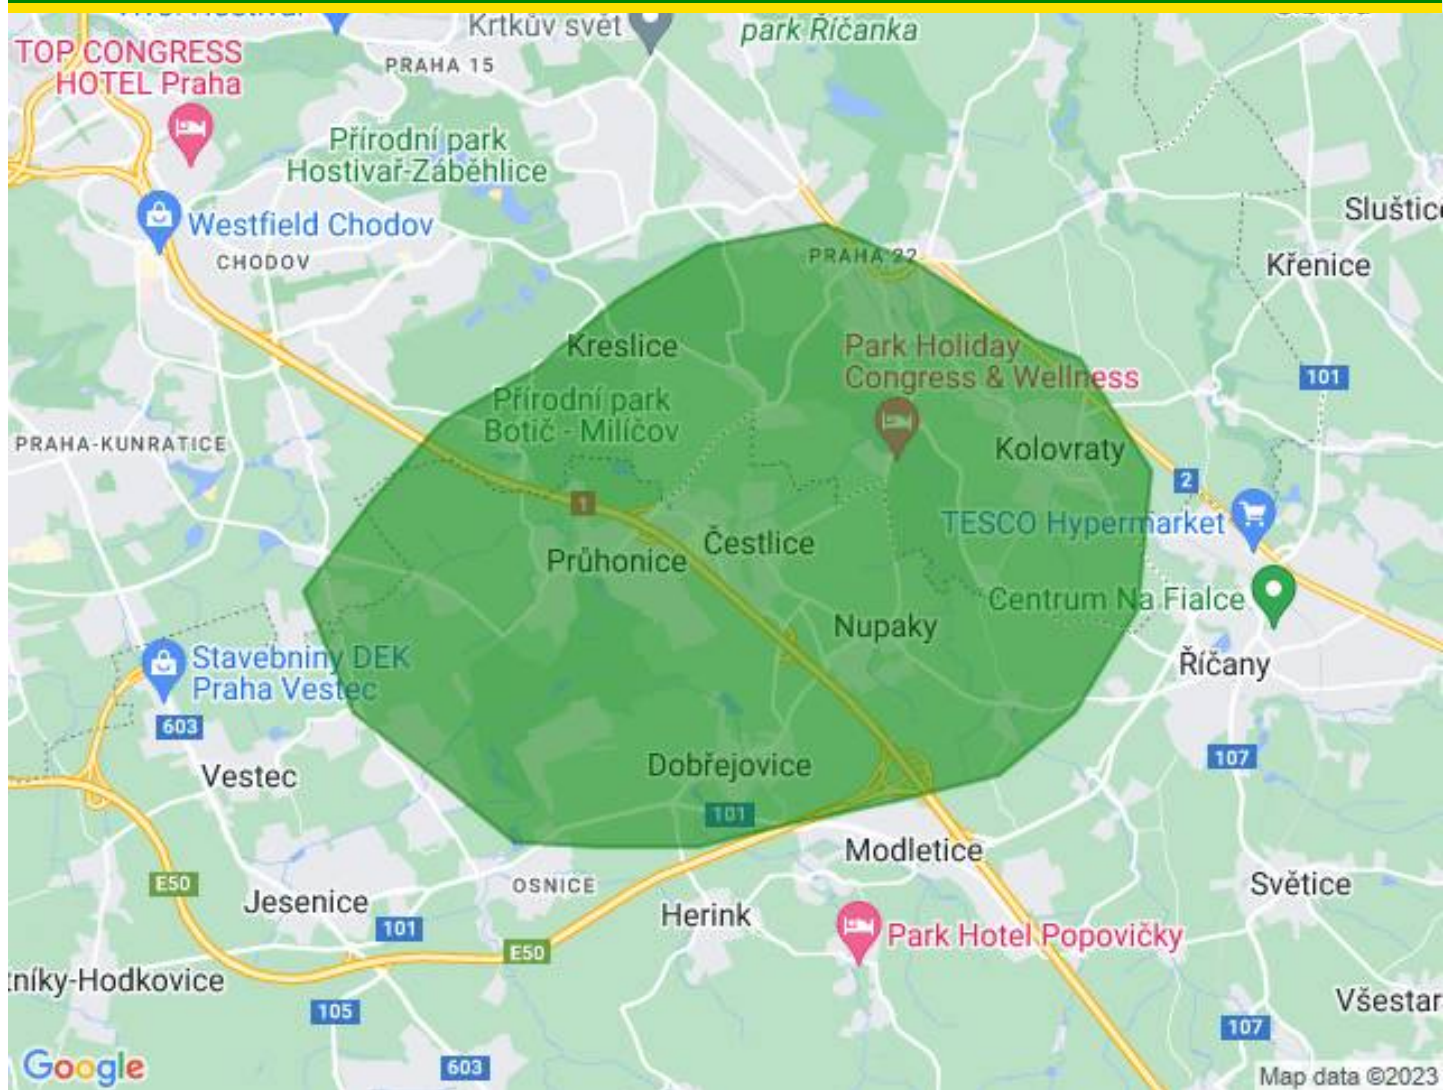 Krtkův svět
park Říčanka
TOP CONGRESS
HOTEL Praha
PRAHA 15
Přírodní park
Hostivař-Záběhlice
Westfield Chodov
CHODOV
Sluštic
Křenice
PRAHA 22
Kreslice
Park Holiday
Congress & Wellness
101
Přírodní park
Botič - Milíčov
PRAHA-KUNRATICE
Kolovraty
2
1
TESCO Hypermarket
Čestlice
Průhonice
Centrum Na Fialce
Nupaky
Stavebniny DEK
Praha Vestec
Říčany
603
107
Vestec
Dobřejovice
101
Modletice
E50
OSNICE
Světice
Jesenice
Herink
101
Park Hotel Popovičky
E50
níky-Hodkovice
Všestar
105
107
Google
603
Map data ©2023